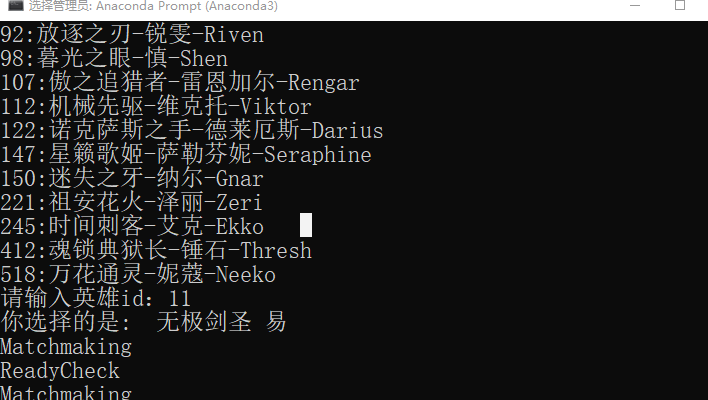 选择管理员: Anaconda Prompt (Anaconda3)
92:放逐之刃-锐雯-Riven
98:暮光之眼-慎-Shen
107:傲之追猎者-雷恩加尔-Rengar
112:机械先驱-维克托-Viktor
122:诺克萨斯之手-德莱厄斯-Darius
147:星籁歌姬-萨勒芬妮-Seraphine
150:迷失之牙-纳尔-Gnar
221:祖安花火-泽丽-Zeri
245:时间刺客-艾克-Ekko
412:魂锁典狱长-锤石-Thresh
518:万花通灵-妮蔻-Neeko
请输入英雄id: 11
你选择的是: 无极剑圣 易
Matchmaking
ReadyCheck
Matchmaking